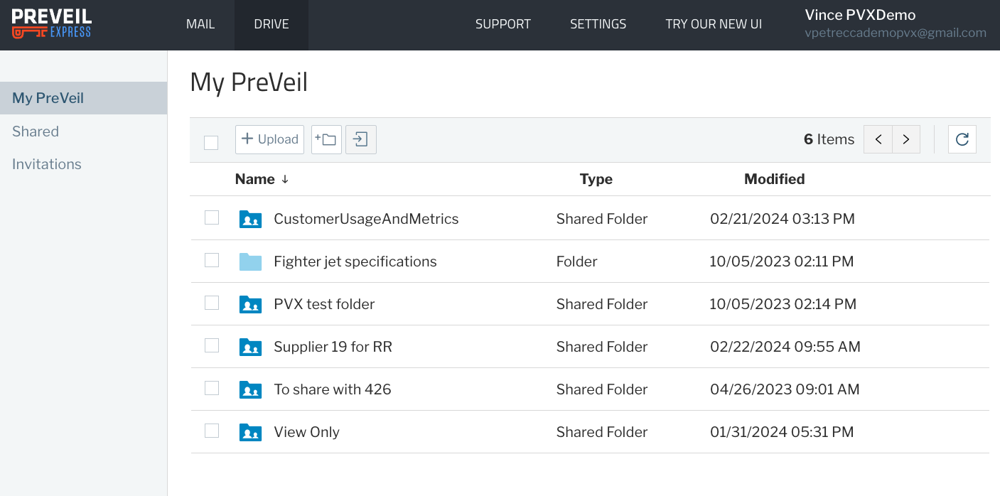 PREVEIL
EXPRESS
MAIL
DRIVE
SUPPORT
SETTINGS
TRY OUR NEW UI
Vince PVXDemo
vpetreccademopvx@gmail.com
My PreVeil
Shared
Invitations
My PreVeil
+ Upload
6 Items
Name ↓ Type Modified
CustomerUsageAndMetrics Shared Folder 02/21/2024 03:13 PM
Fighter jet specifications Folder 10/05/2023 02:11 PM
PVX test folder Shared Folder 10/05/2023 02:14 PM
Supplier 19 for RR Shared Folder 02/22/2024 09:55 AM
To share with 426 Shared Folder 04/26/2023 09:01 AM
View Only Shared Folder 01/31/2024 05:31 PM